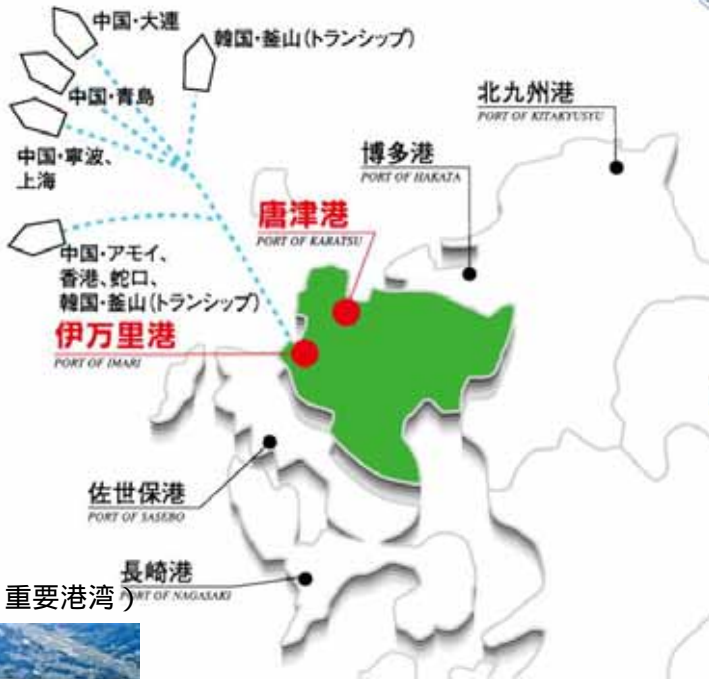 中国・大連
韓国・釜山(トランシップ)
中国・青島
中国・寧波、
上海
北九州港
PORT OF KITAKYUSYU
博多港
PORT OF HAKATA
唐津港
PORT OF KARATSU
中国・アモイ、
香港、蛇口、
韓国・釜山(トランシップ)
伊万里港
PORT OF IMARI
佐世保港
PORT OF SASEBO
長崎港
PORT OF NAGASAKI
重要港湾)